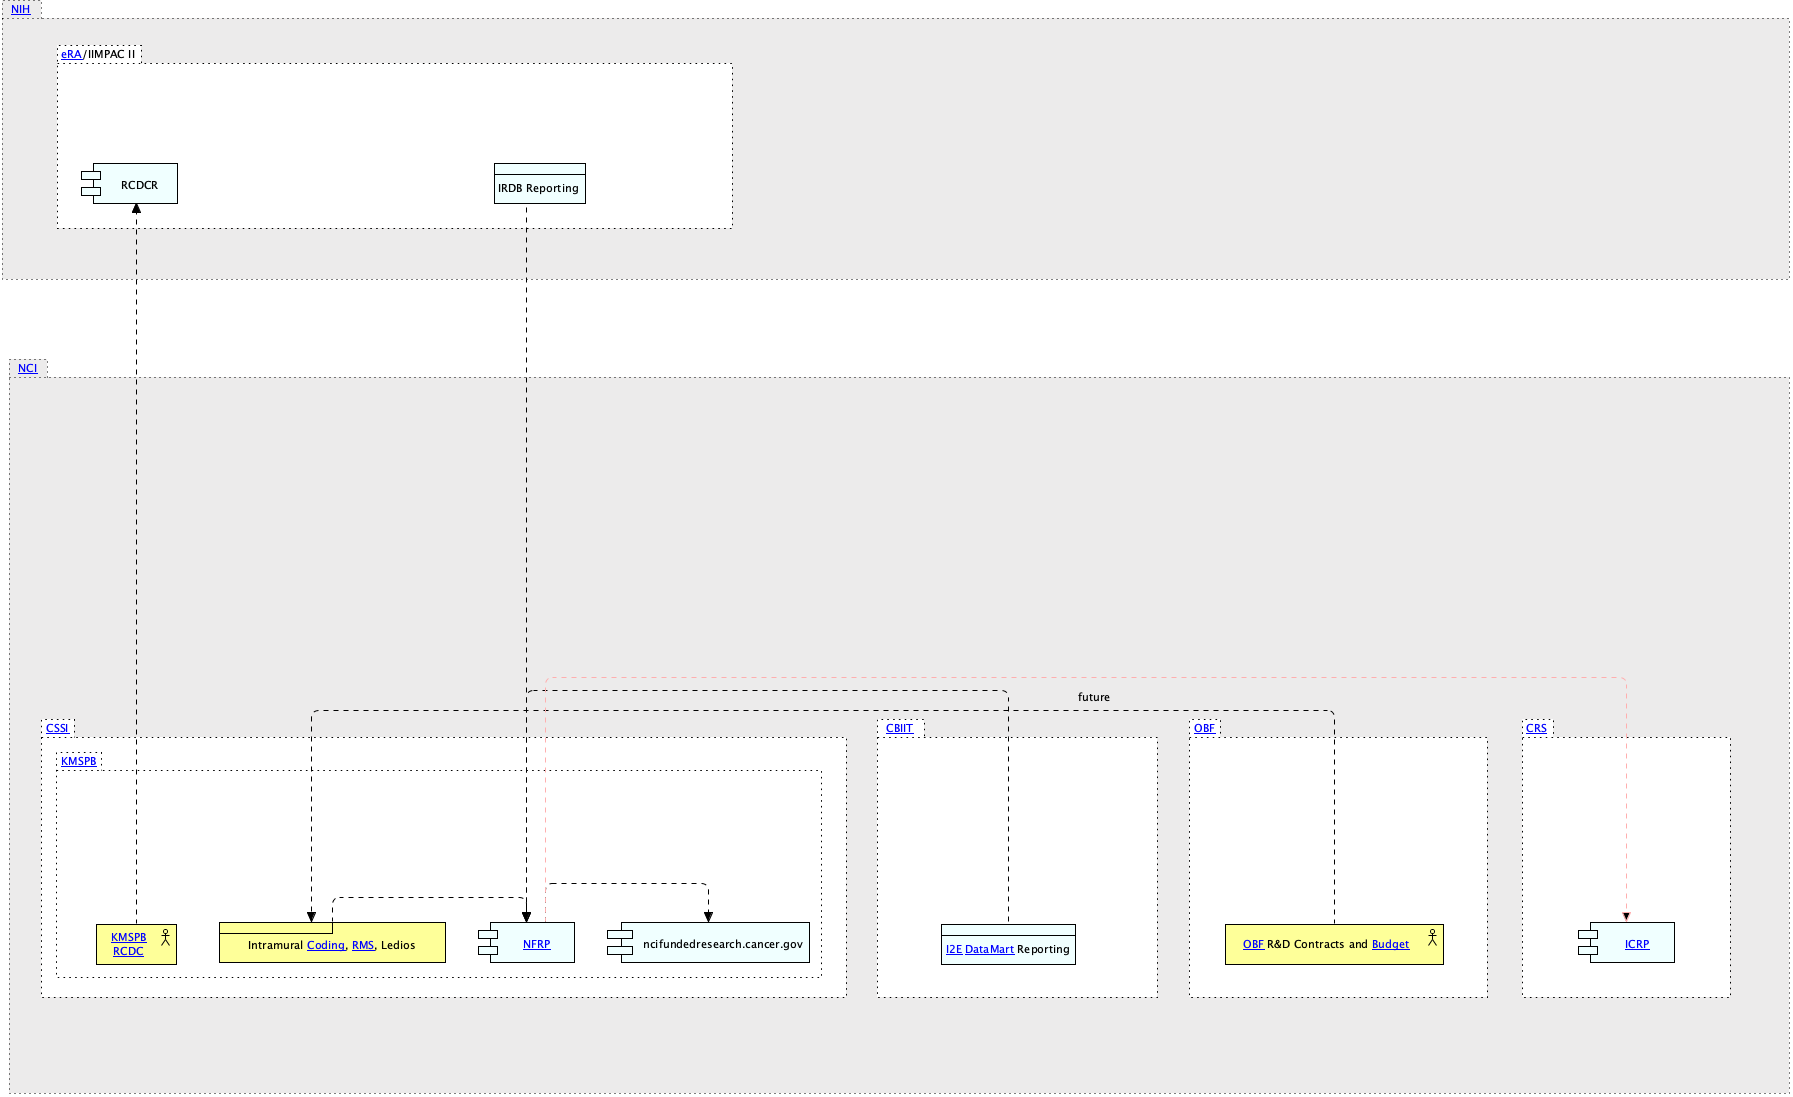 NIH
eRA/IIMPAC II
RCDCR
IRDB Reporting
NCI
future
CSSI
CBIIT
OBF
CRS
KMSPB
KMSPB
RCDC
Intramural Coding, RMS, Ledios
NFRP
ncifundedresearch.cancer.gov
I2E DataMart Reporting
OBF R&D Contracts and Budget
ICRP